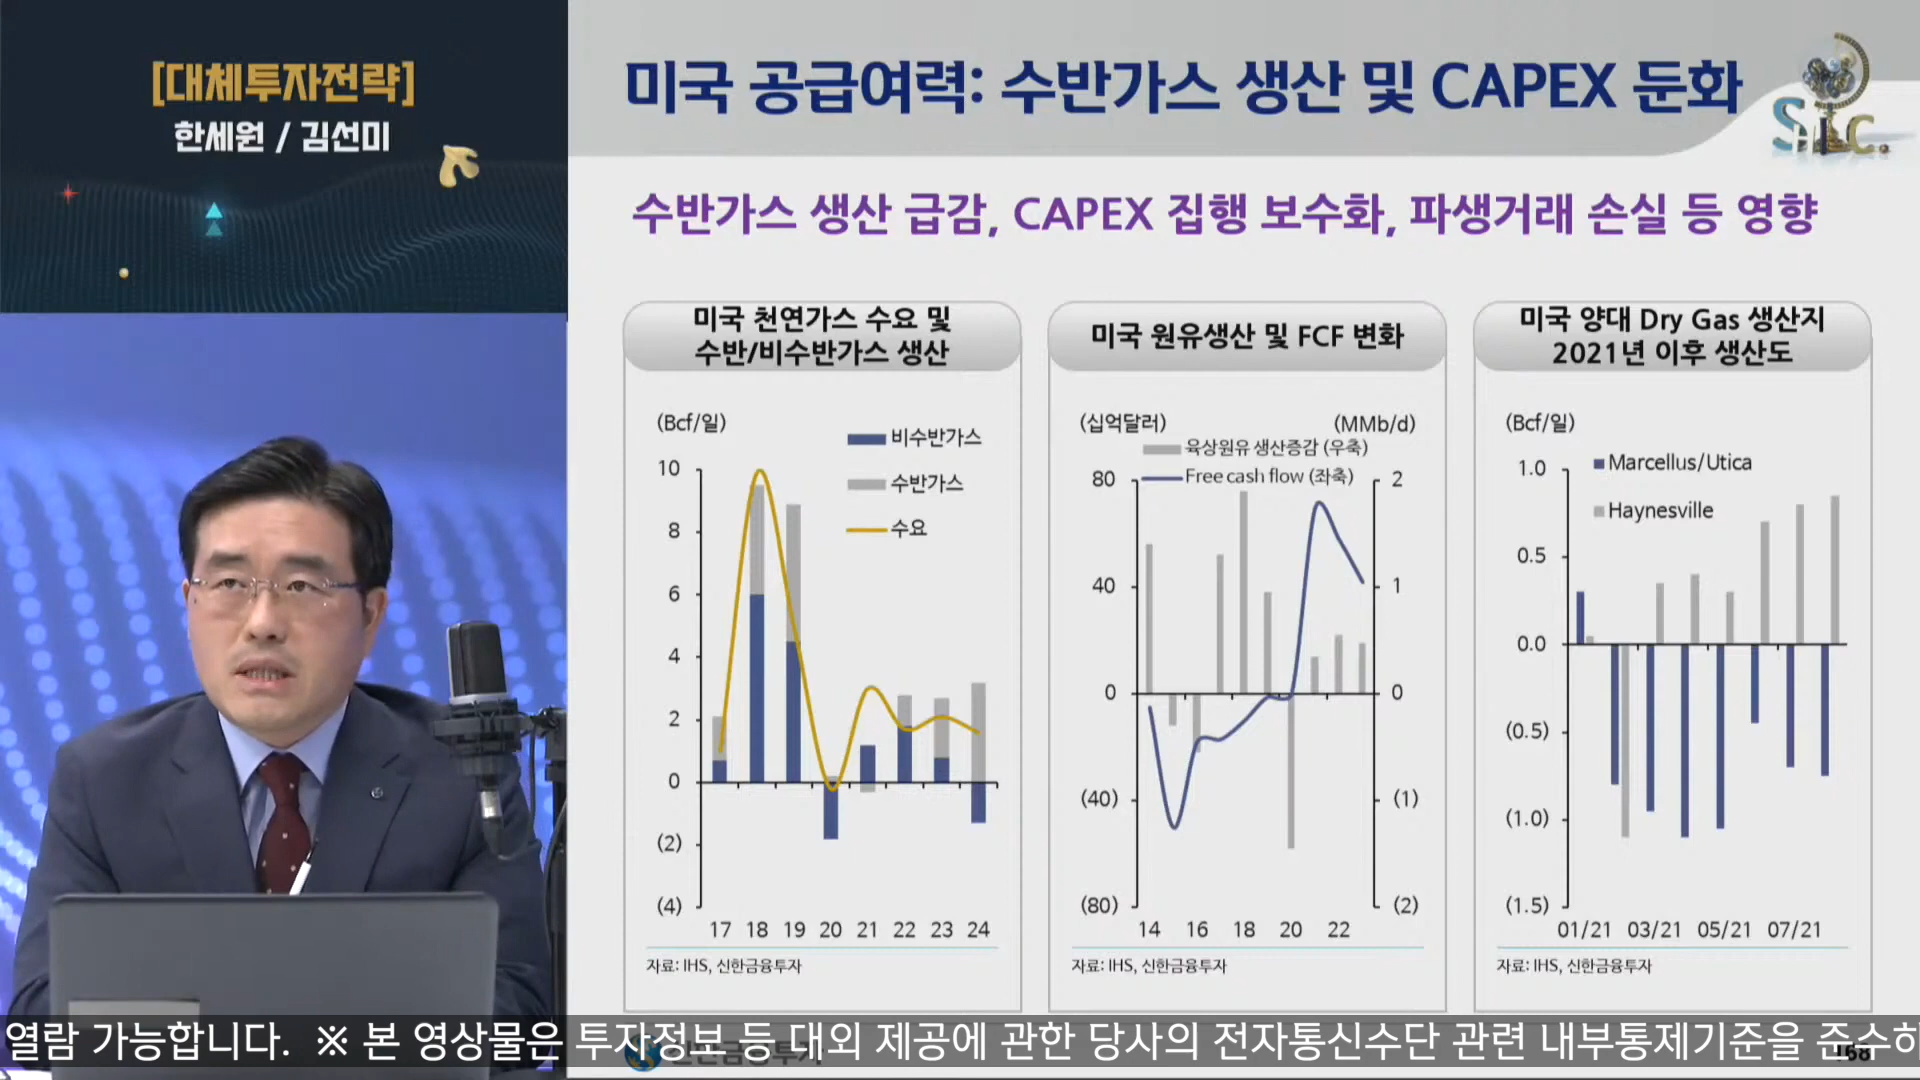 [대체투자전략]
한세원 / 김선미
미국 공급여력: 수반가스 생산 및 CAPEX 둔화
수반가스 생산 급감, CAPEX 집행 보수화, 파생거래 손실 등 영향
미국 천연가스 수요 및
수반/비수반가스 생산
(Bcf/일)
비수반가스
수반가스
수요
10
8
6
4
2
0
(2)
(4)
17 18 19 20 21 22 23 24
자료: IHS, 신한금융투자
미국 원유생산 및 FCF 변화
(십억달러) (MMb/d)
육상원유 생산증감 (우축)
Free cash flow (좌축)
80 2
40 1
0 0
(40) (1)
(80) (2)
14 16 18 20 22
자료: IHS, 신한금융투자
미국 양대 Dry Gas 생산지
2021년 이후 생산도
(Bcf/일)
Marcellus/Utica
Haynesville
1.0
0.5
0.0
(0.5)
(1.0)
(1.5)
01/21 03/21 05/21 07/21
자료: IHS, 신한금융투자
열람 가능합니다. ※ 본 영상물은 투자정보 등 대외 제공에 관한 당사의 전자통신수단 관련 내부통제기준을 준수하
168